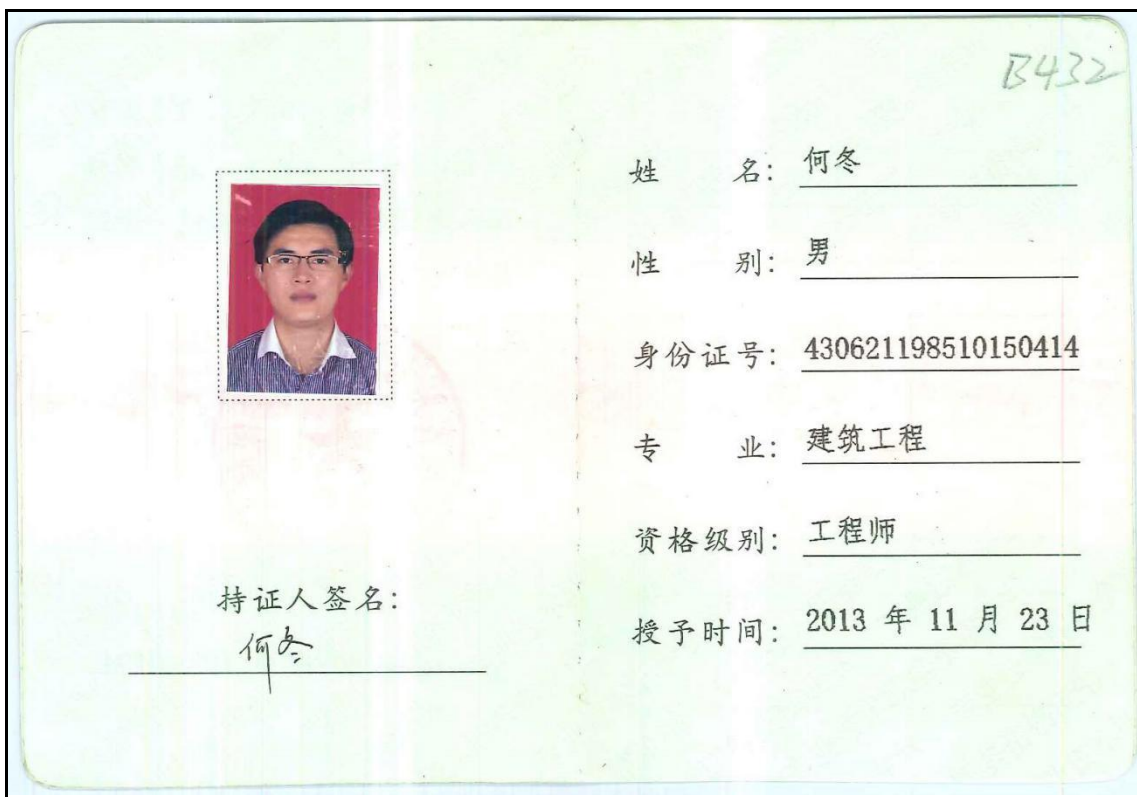 B432
姓 名: 何冬
性 别: 男
身份证号: 430621198510150414
专 业: 建筑工程
资格级别: 工程师
授予时间: 2013 年 11 月 23 日
持证人签名:
何冬